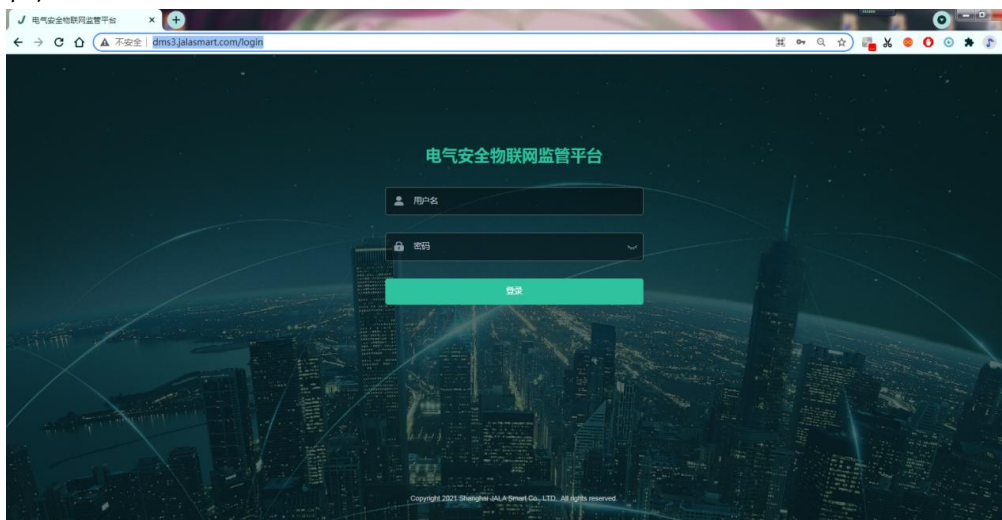 电气安全物联网监管平台
不安全 | dms3.jalasmart.com/login
电气安全物联网监管平台
用户名
密码
登录
Copyright 2021 Shanghai JALA Smart Co., LTD. All rights reserved.